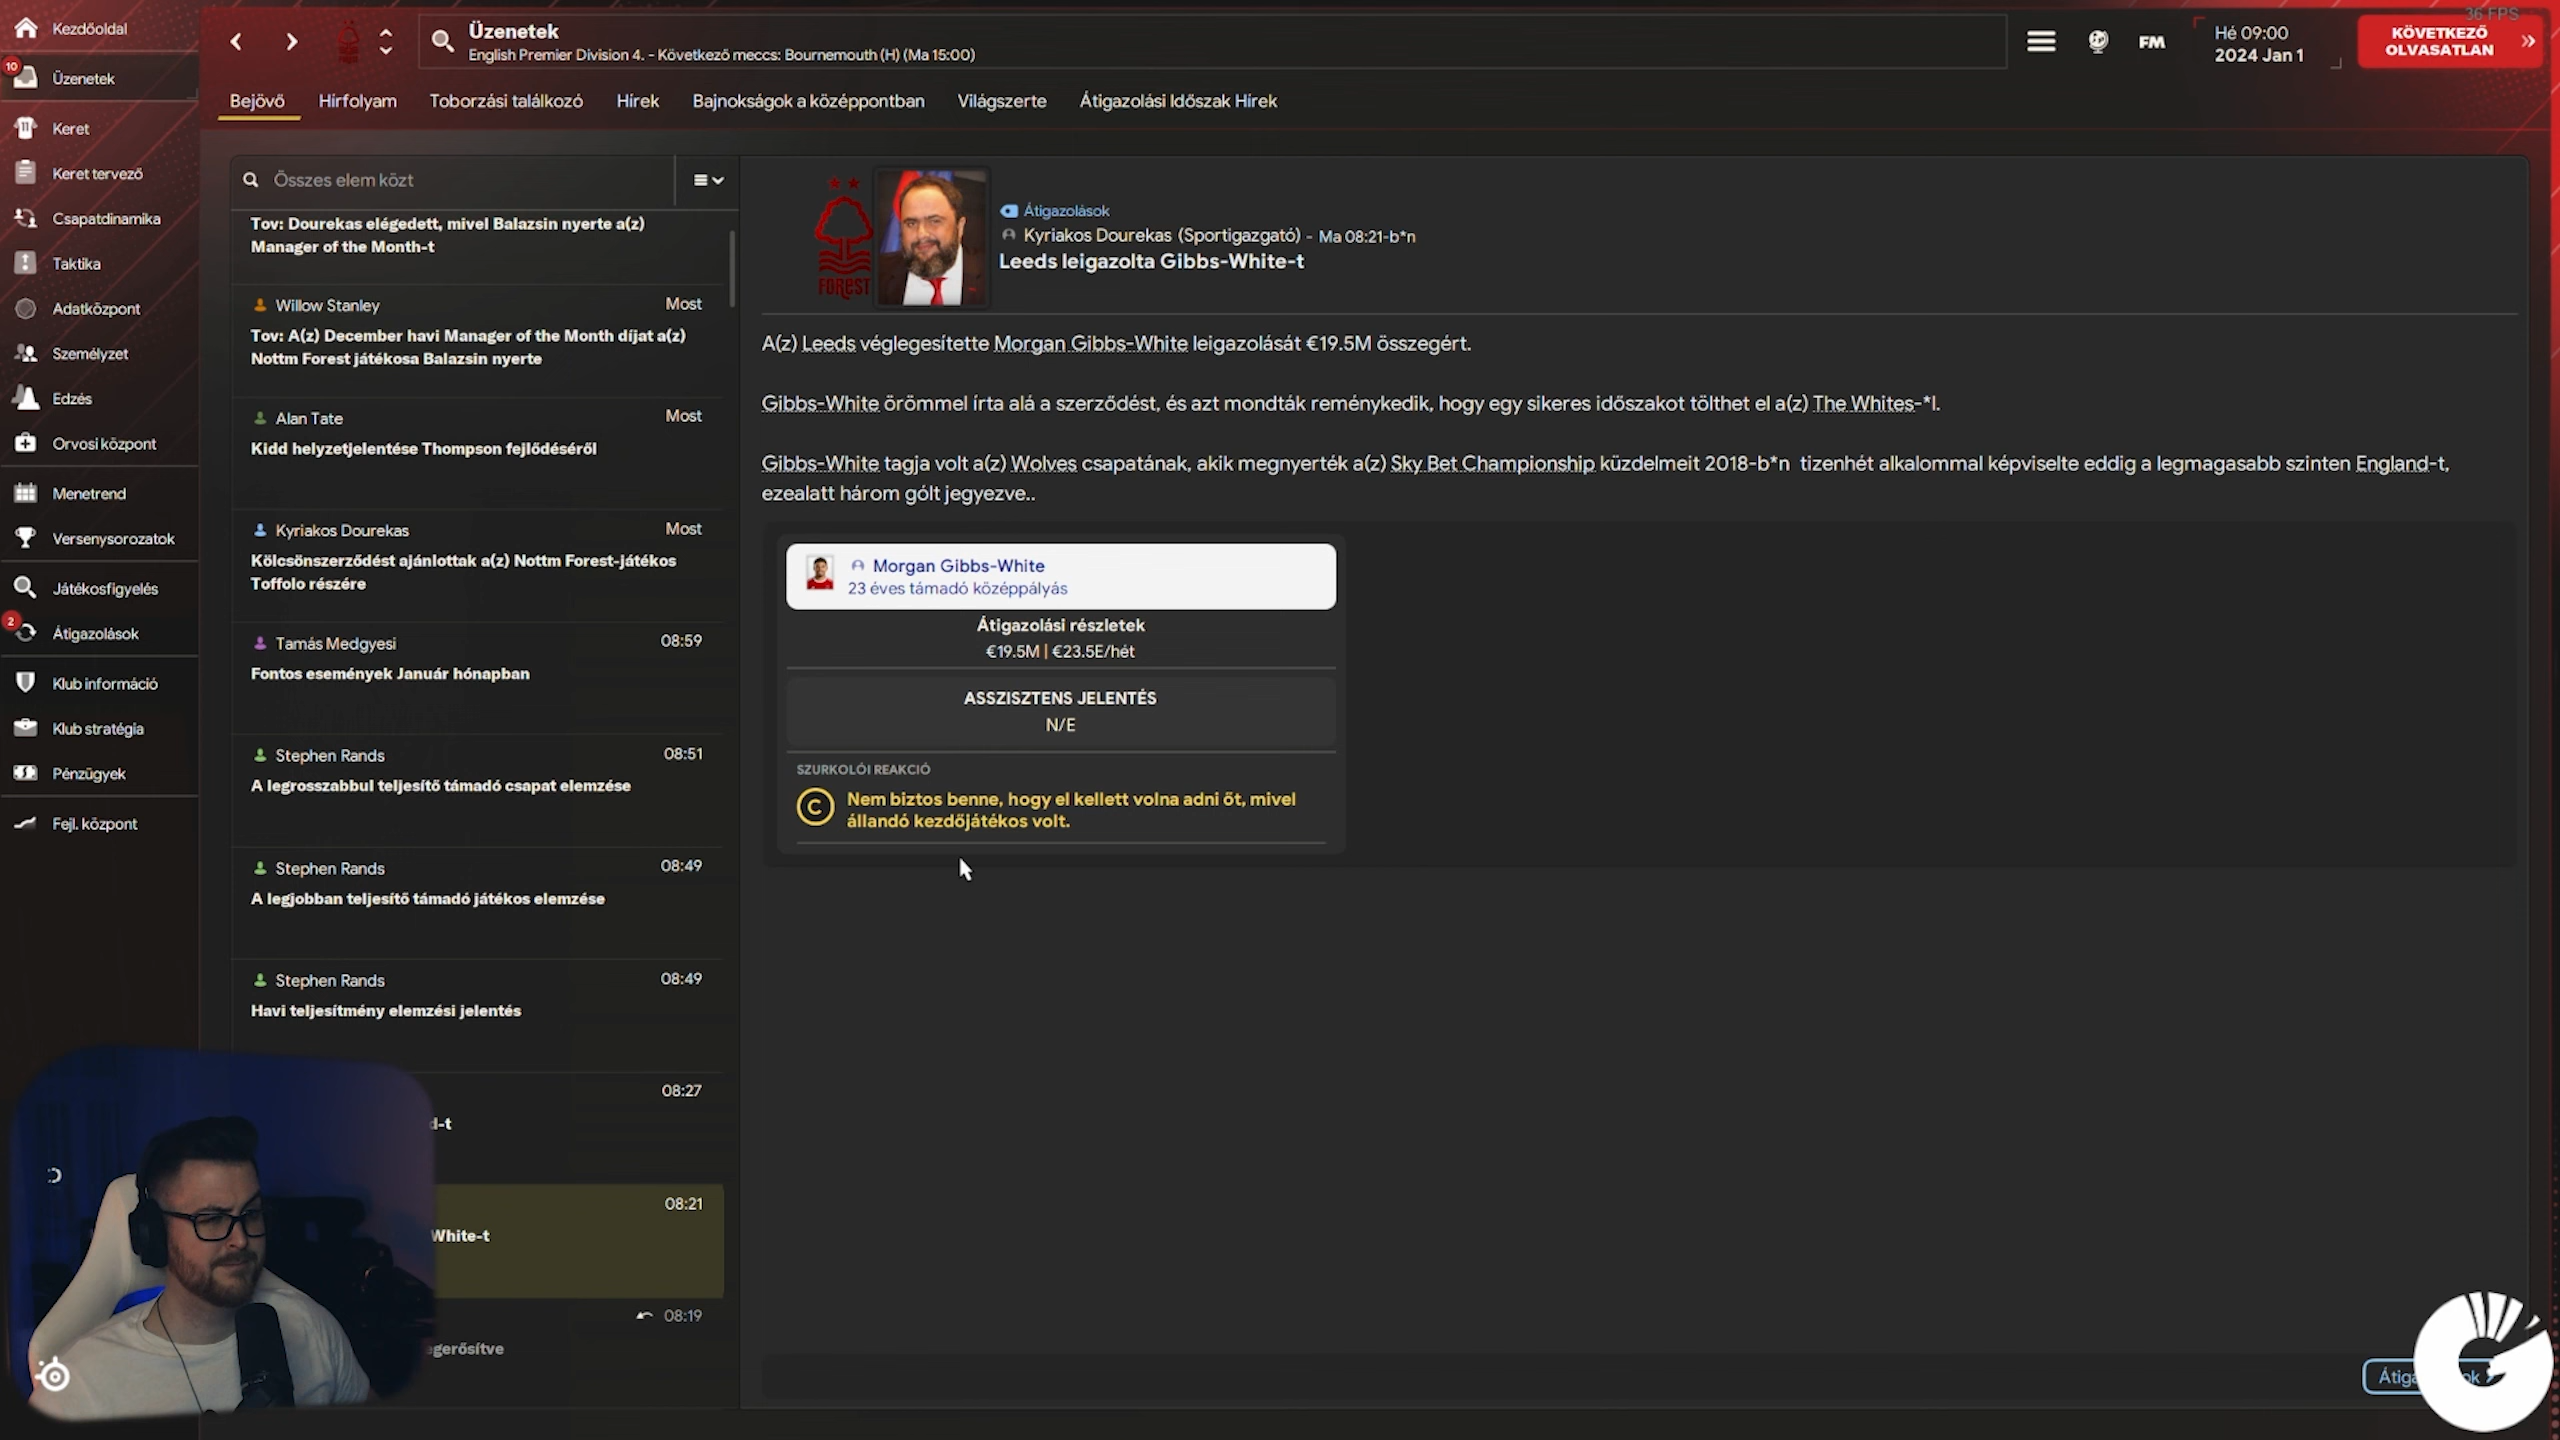 36 FPS
Kezdőoldal
10
Üzenetek
Keret
Keret tervező
Csapatdinamika
Taktika
Adatközpont
Személyzet
Edzés
Orvosi központ
Menetrend
Versenysorozatok
Játékosfigyelés
2
Átigazolások
Klub információ
Klub stratégia
Pénzügyek
Fejl. központ
Üzenetek
English Premier Division 4. - Következő meccs: Bournemouth (H) (Ma 15:00)
FM
Hé 09:00
2024 Jan 1
KÖVETKEZŐ
OLVASATLAN
Bejövő
Hírfolyam
Toborzási találkozó
Hírek
Bajnokságok a középpontban
Világszerte
Átigazolási Időszak Hírek
Összes elem közt
Tov: Dourekas elégedett, mivel Balazsin nyerte a(z)
Manager of the Month-t
Willow Stanley Most
Tov: A(z) December havi Manager of the Month díjat a(z)
Nottm Forest játékosa Balazsin nyerte
Alan Tate Most
Kidd helyzetjelentése Thompson fejlődéséről
Kyriakos Dourekas Most
Kölcsönszerződést ajánlottak a(z) Nottm Forest-játékos
Toffolo részére
Tamás Medgyesi 08:59
Fontos események Január hónapban
Stephen Rands 08:51
A legrosszabbul teljesítő támadó csapat elemzése
Stephen Rands 08:49
A legjobban teljesítő támadó játékos elemzése
Stephen Rands 08:49
Havi teljesítmény elemzési jelentés
08:27
d-t
08:21
White-t
08:19
egerősítve
FOREST
Átigazolások
Kyriakos Dourekas (Sportigazgató) - Ma 08:21-b*n
Leeds leigazolta Gibbs-White-t
A(z) Leeds véglegesítette Morgan Gibbs-White leigazolását €19.5M összegért.
Gibbs-White örömmel írta alá a szerződést, és azt mondták reménykedik, hogy egy sikeres időszakot tölthet el a(z) The Whites-*l.
Gibbs-White tagja volt a(z) Wolves csapatának, akik megnyerték a(z) Sky Bet Championship küzdelmeit 2018-b*n tizenhét alkalommal képviselte eddig a legmagasabb szinten England-t,
ezealatt három gólt jegyezve..
Morgan Gibbs-White
23 éves támadó középpályás
Átigazolási részletek
€19.5M | €23.5E/hét
ASSZISZTENS JELENTÉS
N/E
SZURKOLÓI REAKCIÓ
C
Nem biztos benne, hogy el kellett volna adni őt, mivel
állandó kezdőjátékos volt.